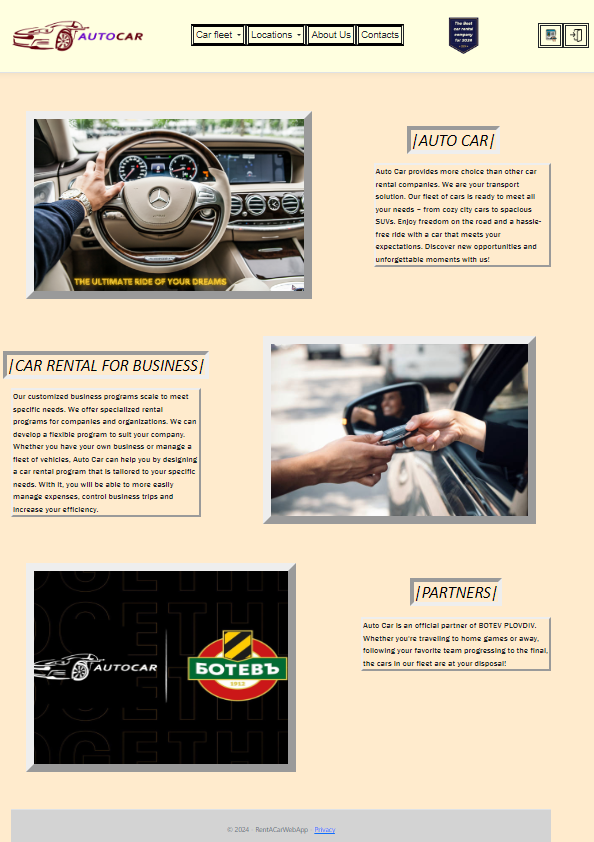 AUTOCAR
Car fleet
Locations
About Us
Contacts
The Best
car rental
company
for 2023
|AUTO CAR|
Auto Car provides more choice than other car
rental companies. We are your transport
solution. Our fleet of cars is ready to meet all
your needs – from cozy city cars to spacious
SUVs. Enjoy freedom on the road and a hassle-
free ride with a car that meets your
expectations. Discover new opportunities and
unforgettable moments with us!
THE ULTIMATE RIDE OF YOUR DREAMS
|CAR RENTAL FOR BUSINESS|
Our customized business programs scale to meet
specific needs. We offer specialized rental
programs for companies and organizations. We can
develop a flexible program to suit your company.
Whether you have your own business or manage a
fleet of vehicles, Auto Car can help you by designing
a car rental program that is tailored to your specific
needs. With it, you will be able to more easily
manage expenses, control business trips and
increase your efficiency.
AUTOCAR
БОТЕВЪ
1912
|PARTNERS|
Auto Car is an official partner of BOTEV PLOVDIV.
Whether you're traveling to home games or away,
following your favorite team progressing to the final,
the cars in our fleet are at your disposal!
© 2024 - RentACarWebApp - Privacy